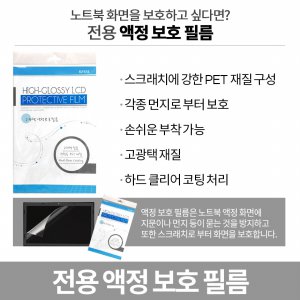 노트북 화면을 보호하고 싶다면?
전용 액정 보호 필름
HIGH-GLOSSY LCD
PROTECTIVE FILM
• 스크래치에 강한 PET 재질 구성
• 각종 먼지로 부터 보호
• 손쉬운 부착 가능
• 고광택 재질
• 하드 클리어 코팅 처리
액정 보호 필름은 노트북 액정 화면에
지문이나 먼지 등이 묻는 것을 방지하고
또한 스크래치로 부터 화면을 보호합니다.
전용 액정 보호 필름